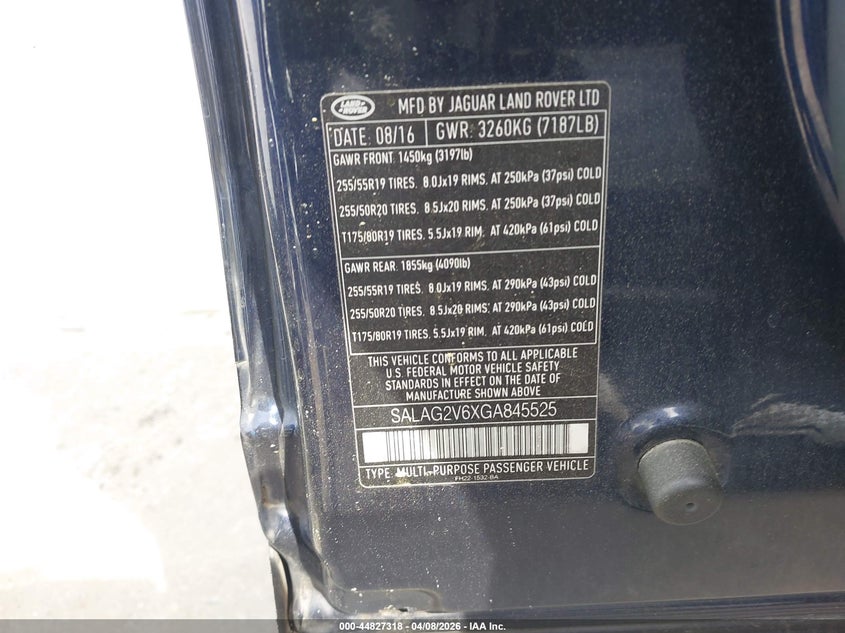 LAND ROVER
MFD BY JAGUAR LAND ROVER LTD
DATE: 08/16 GWR: 3260KG (7187LB)
GAWR FRONT. 1450kg (3197lb)
255/55R19 TIRES. 8.0Jx19 RIMS. AT 250kPa (37psi) COLD
255/50R20 TIRES. 8.5Jx20 RIMS. AT 250kPa (37psi) COLD
T175/80R19 TIRES. 5.5Jx19 RIM. AT 420kPa (61psi) COLD
GAWR REAR. 1855kg (4090lb)
255/55R19 TIRES. 8.0Jx19 RIMS. AT 290kPa (43psi) COLD
255/50R20 TIRES. 8.5Jx20 RIMS. AT 290kPa (43psi) COLD
T175/80R19 TIRES. 5.5Jx19 RIM. AT 420kPa (61psi) COLD
THIS VEHICLE CONFORMS TO ALL APPLICABLE
U.S. FEDERAL MOTOR VEHICLE SAFETY
STANDARDS IN EFFECT ON THE DATE OF
MANUFACTURE SHOWN ABOVE
SALAG2V6XGA845525
TYPE. MULTI-PURPOSE PASSENGER VEHICLE
FH22-1532-BA
000-44827318 - 04/08/2026 - IAA Inc.